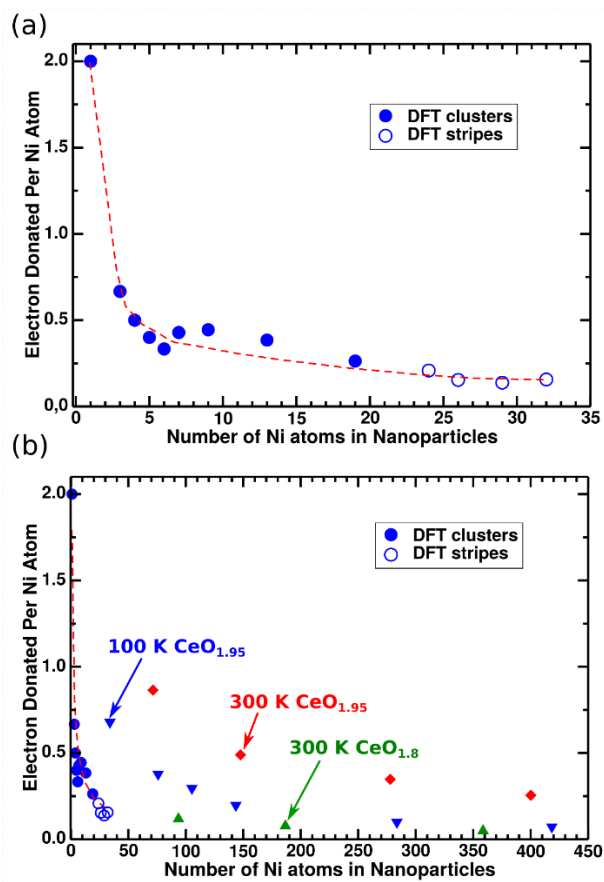 (a)
2.0
1.5
1.0
0.5
0,0
Electron Donated Per Ni Atom
DFT clusters
DFT stripes
0 5 10 15 20 25 30 35
Number of Ni atoms in Nanoparticles
(b)
2.0
1.5
1.0
0.5
0.0
Electron Donated Per Ni Atom
DFT clusters
DFT stripes
100 K CeO1.95
300 K CeO1.95
300 K CeO1.8
0 50 100 150 200 250 300 350 400 450
Number of Ni atoms in Nanoparticles